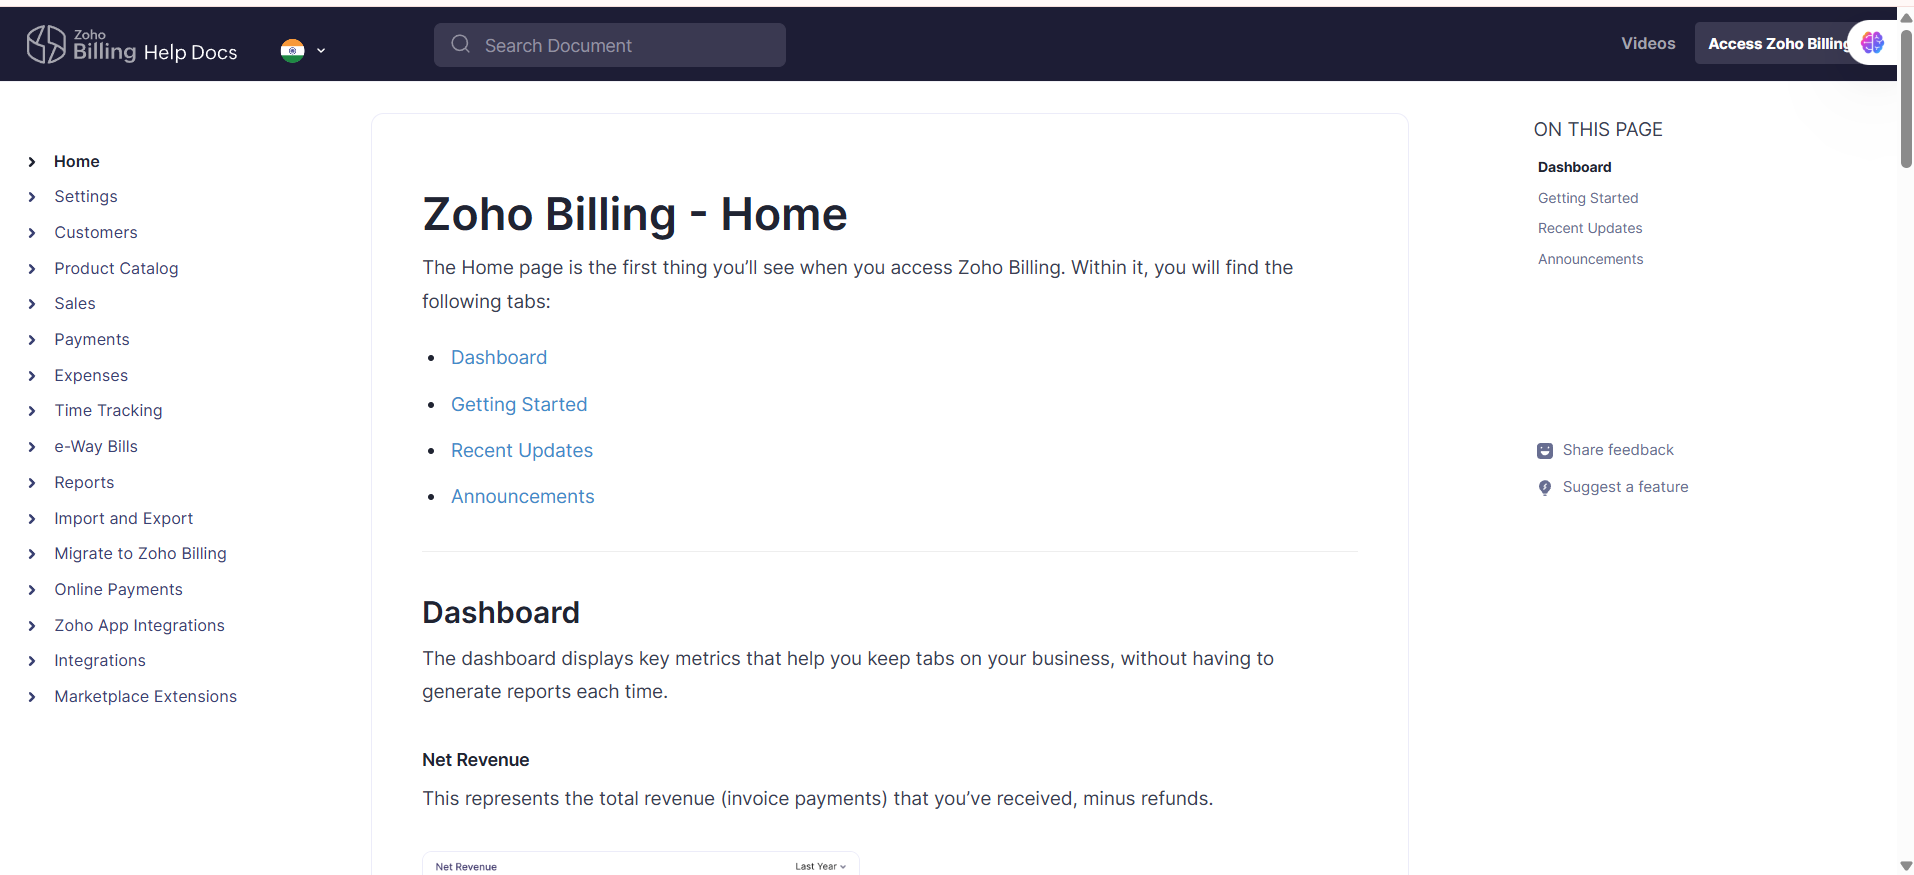 Zoho
Billing Help Docs
Search Document
Videos
Access Zoho Billing
Home
Settings
Customers
Product Catalog
Sales
Payments
Expenses
Time Tracking
e-Way Bills
Reports
Import and Export
Migrate to Zoho Billing
Online Payments
Zoho App Integrations
Integrations
Marketplace Extensions
Zoho Billing - Home
The Home page is the first thing you’ll see when you access Zoho Billing. Within it, you will find the
following tabs:
Dashboard
Getting Started
Recent Updates
Announcements
Dashboard
The dashboard displays key metrics that help you keep tabs on your business, without having to
generate reports each time.
Net Revenue
This represents the total revenue (invoice payments) that you’ve received, minus refunds.
Net Revenue
Last Year
ON THIS PAGE
Dashboard
Getting Started
Recent Updates
Announcements
Share feedback
Suggest a feature